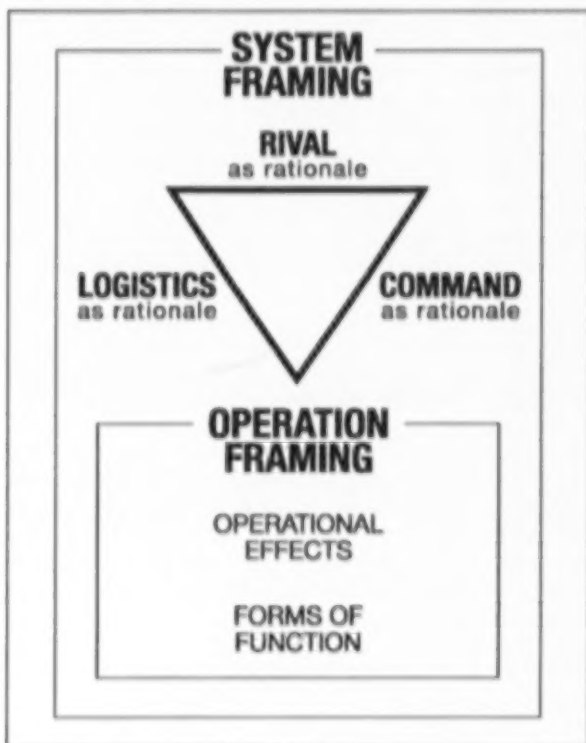 SYSTEM
FRAMING
RIVAL
as rationale
LOGISTICS
as rationale
COMMAND
as rationale
OPERATION
FRAMING
OPERATIONAL
EFFECTS
FORMS OF
FUNCTION